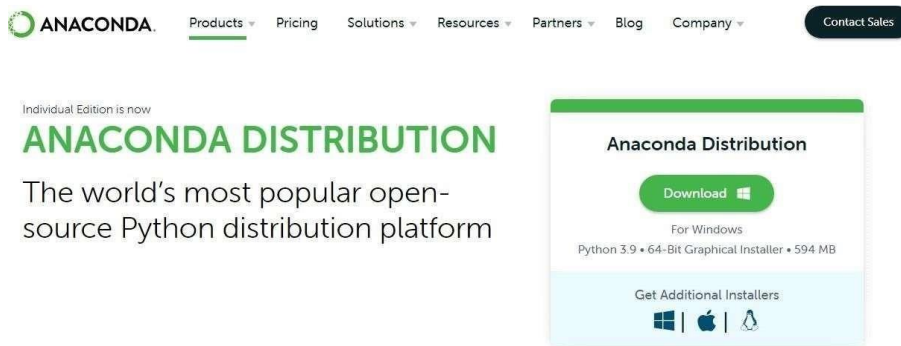 ANACONDA.
Products Pricing Solutions Resources Partners Blog Company Contact Sales
Individual Edition is now
ANACONDA DISTRIBUTION
The world's most popular open-
source Python distribution platform
Anaconda Distribution
Download
For Windows
Python 3.9 • 64-Bit Graphical Installer • 594 MB
Get Additional Installers
| |